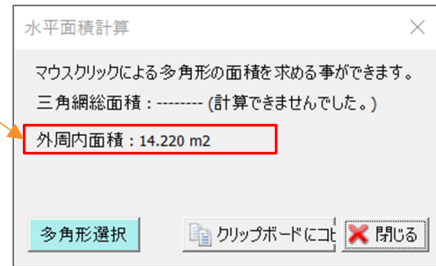 水平面積計算
マウスクリックによる多角形の面積を求める事ができます。
三角網総面積 : -------- (計算できませんでした。)
外周内面積 : 14.220 m2
多角形選択 クリップボードにコピ 閉じる